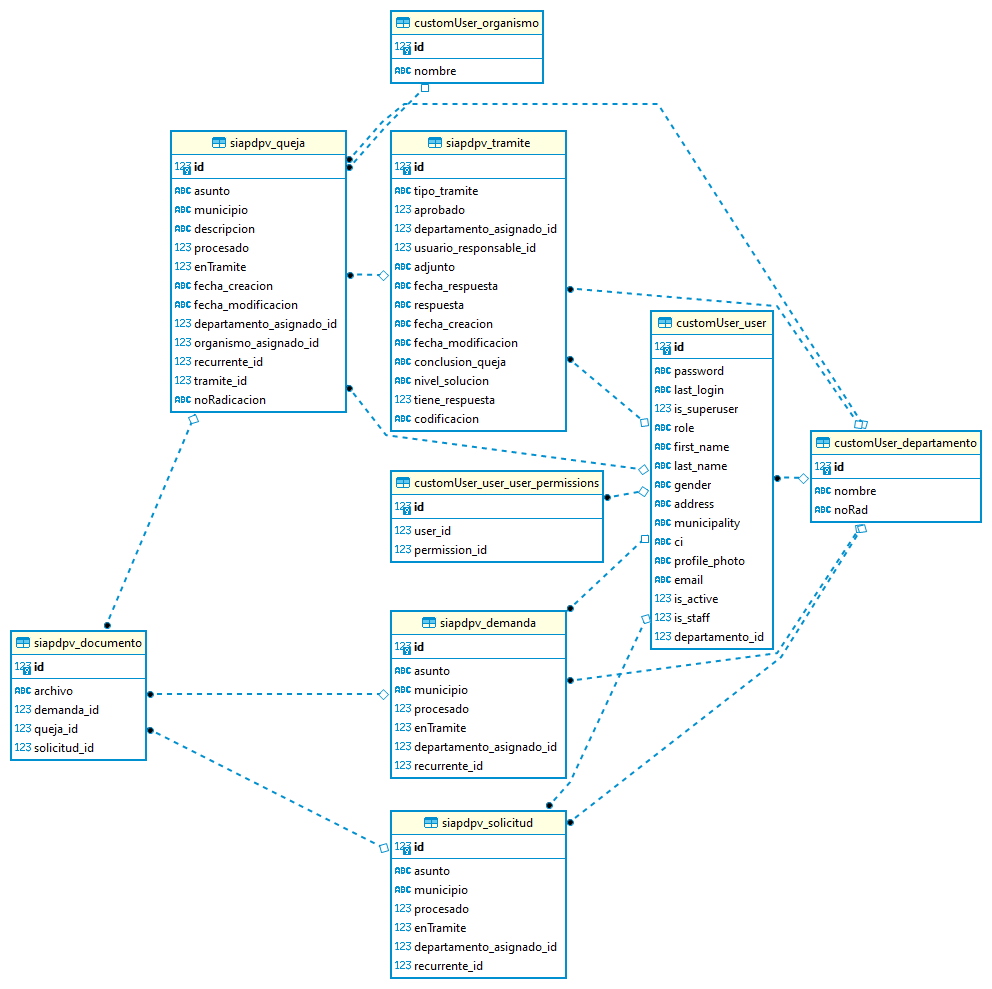 customUser_organismo
123 id
ABC nombre
siapdpv_queja
123 id
ABC asunto
ABC municipio
ABC descripcion
123 procesado
123 enTramite
ABC fecha_creacion
ABC fecha_modificacion
123 departamento_asignado_id
123 organismo_asignado_id
123 recurrente_id
123 tramite_id
ABC noRadicacion
siapdpv_tramite
123 id
ABC tipo_tramite
123 aprobado
123 departamento_asignado_id
123 usuario_responsable_id
ABC adjunto
ABC fecha_respuesta
ABC respuesta
ABC fecha_creacion
ABC fecha_modificacion
ABC conclusion_queja
ABC nivel_solucion
123 tiene_respuesta
ABC codificacion
customUser_user
123 id
ABC password
ABC last_login
123 is_superuser
ABC role
ABC first_name
ABC last_name
ABC gender
ABC address
ABC municipality
ABC ci
ABC profile_photo
ABC email
123 is_active
123 is_staff
123 departamento_id
customUser_departamento
123 id
ABC nombre
ABC noRad
customUser_user_user_permissions
123 id
123 user_id
123 permission_id
siapdpv_documento
123 id
ABC archivo
123 demanda_id
123 queja_id
123 solicitud_id
siapdpv_demanda
123 id
ABC asunto
ABC municipio
123 procesado
123 enTramite
123 departamento_asignado_id
123 recurrente_id
siapdpv_solicitud
123 id
ABC asunto
ABC municipio
123 procesado
123 enTramite
123 departamento_asignado_id
123 recurrente_id